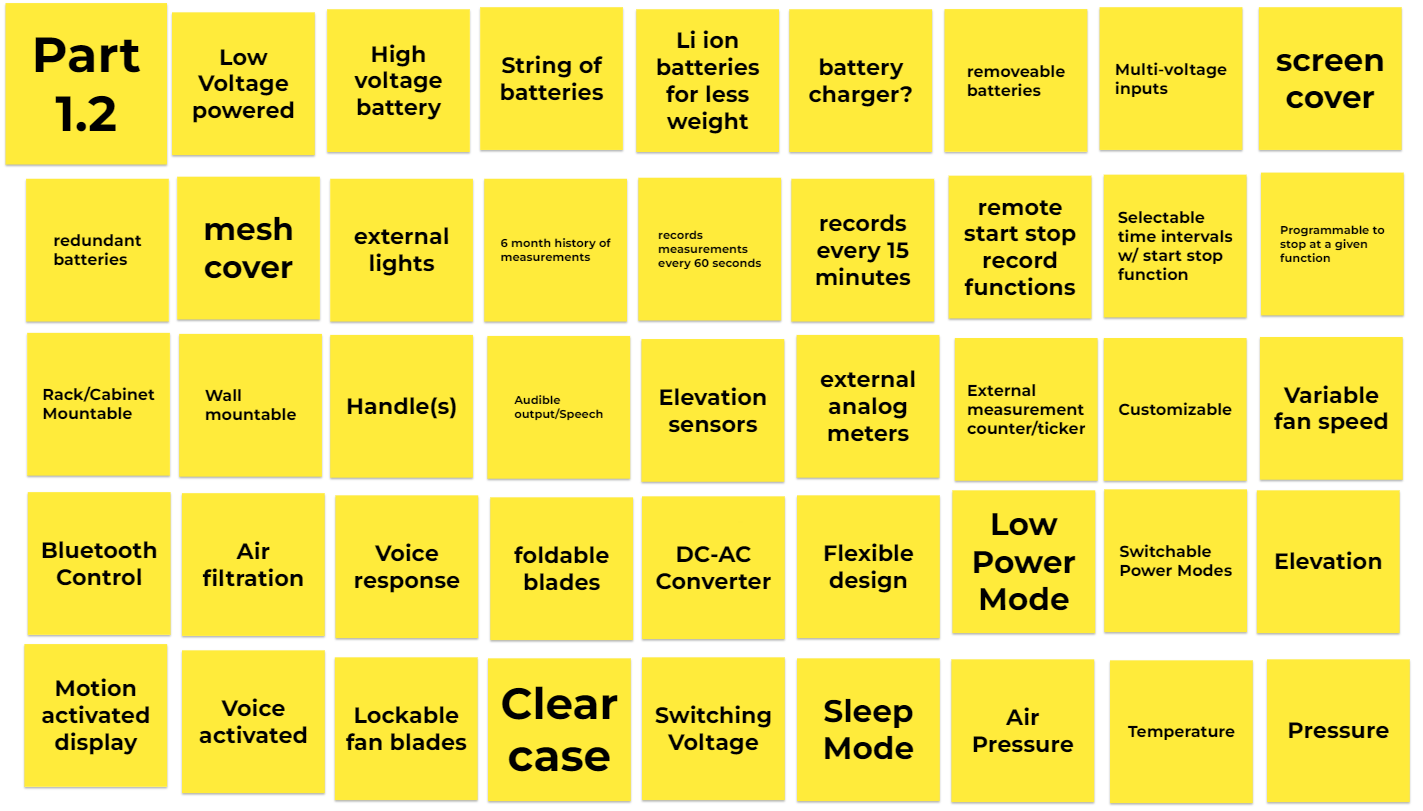 Part
1.2
Low
Voltage
powered
High
voltage
battery
String of
batteries
Li ion
batteries
for less
weight
battery
charger?
removeable
batteries
Multi-voltage
inputs
screen
cover
redundant
batteries
mesh
cover
external
lights
6 month history of
measurements
records
measurements
every 60 seconds
records
every 15
minutes
remote
start stop
record
functions
Selectable
time intervals
w/ start stop
function
Programmable to
stop at a given
function
Rack/Cabinet
Mountable
Wall
mountable
Handle(s)
Audible
output/Speech
Elevation
sensors
external
analog
meters
External
measurement
counter/ticker
Customizable
Variable
fan speed
Bluetooth
Control
Air
filtration
Voice
response
foldable
blades
DC-AC
Converter
Flexible
design
Low
Power
Mode
Switchable
Power Modes
Elevation
Motion
activated
display
Voice
activated
Lockable
fan blades
Clear
case
Switching
Voltage
Sleep
Mode
Air
Pressure
Temperature
Pressure